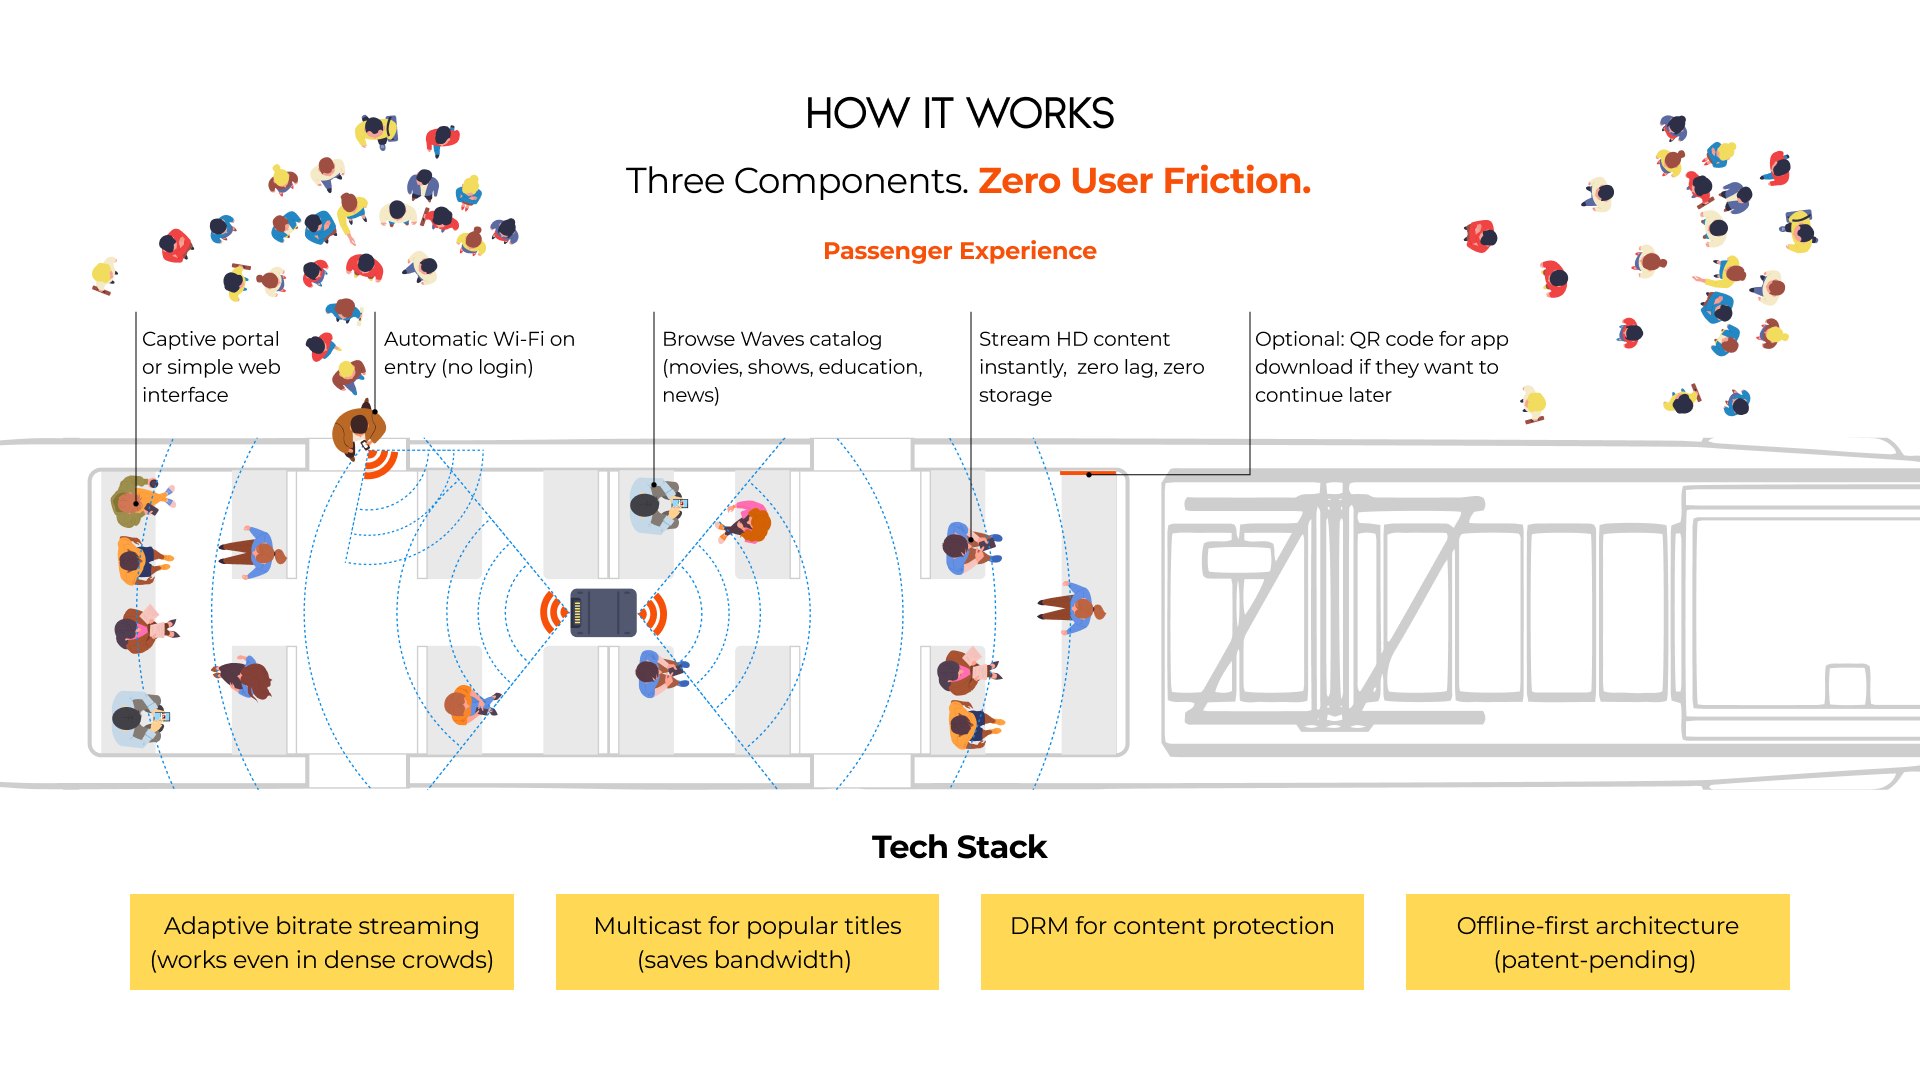 HOW IT WORKS
Three Components. Zero User Friction.
Passenger Experience
Captive portal
or simple web
interface
Automatic Wi-Fi on
entry (no login)
Browse Waves catalog
(movies, shows, education,
news)
Stream HD content
instantly,  zero lag, zero
storage
Optional: QR code for app
download if they want to
continue later
Tech Stack
Adaptive bitrate streaming
(works even in dense crowds)
Multicast for popular titles
(saves bandwidth)
DRM for content protection
Offline-first architecture
(patent-pending)